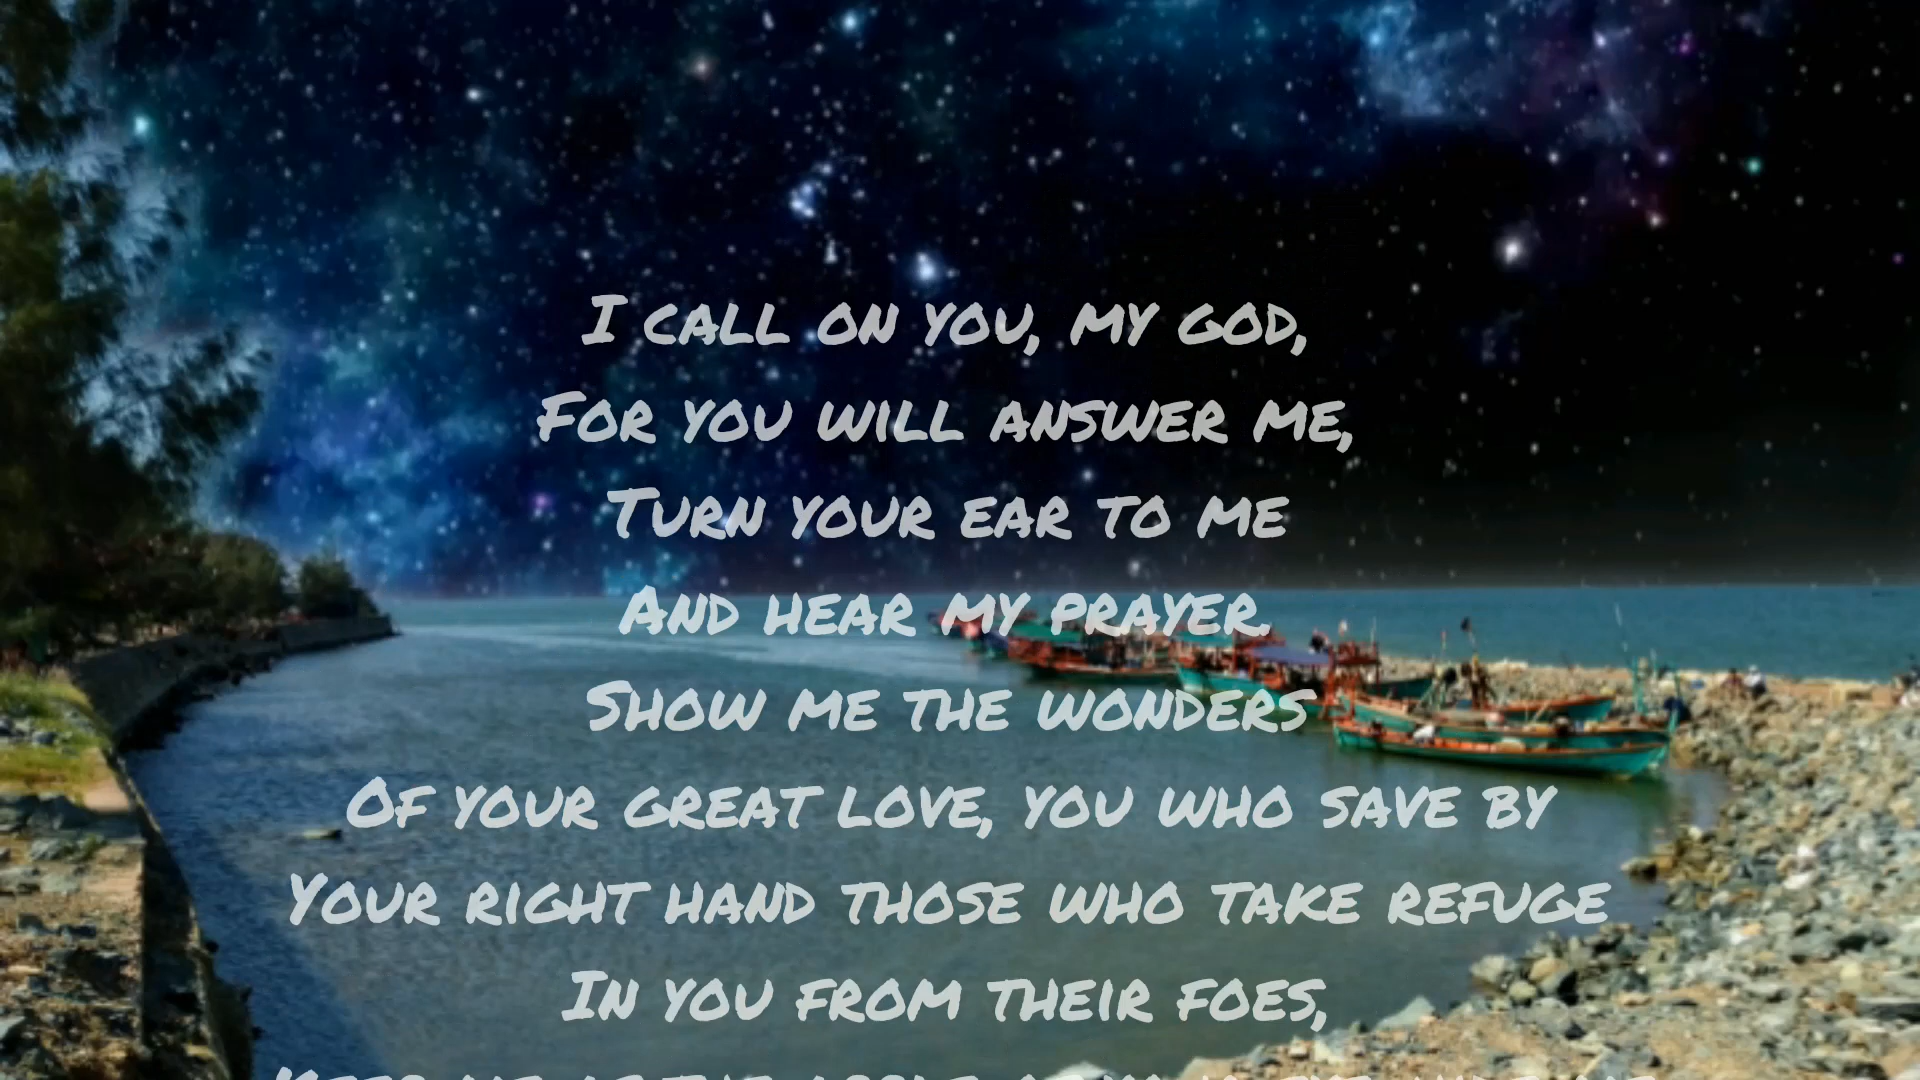 I call on you, my god,
For you will answer me,
Turn your ear to me
And hear my prayer.
Show me the wonders
Of your great love, you who save by
Your right hand those who take refuge
In you from their foes,